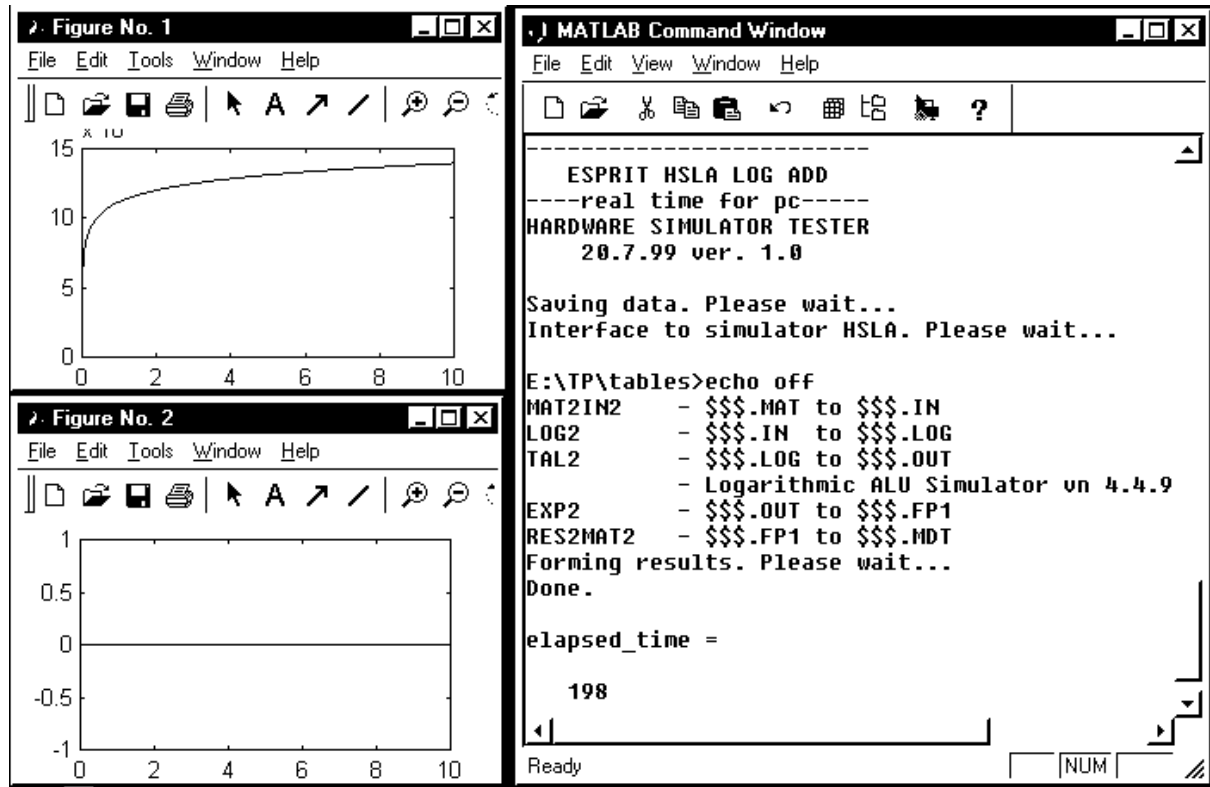 Figure No. 1
File Edit Tools Window Help
A
x 10
15
10
5
0
0 2 4 6 8 10
Figure No. 2
File Edit Tools Window Help
A
1
0.5
0
-0.5
-1
0 2 4 6 8 10
MATLAB Command Window
File Edit View Window Help
?
---------------------------
ESPRIT HSLA LOG ADD
----real time for pc-----
HARDWARE SIMULATOR TESTER
20.7.99 ver. 1.0
Saving data. Please wait...
Interface to simulator HSLA. Please wait...
E:\TP\tables>echo off
MAT2IN2 - $$$.MAT to $$$.IN
LOG2 - $$$.IN to $$$.LOG
TAL2 - $$$.LOG to $$$.OUT
- Logarithmic ALU Simulator vn 4.4.9
EXP2 - $$$.OUT to $$$.FP1
RES2MAT2 - $$$.FP1 to $$$.MDT
Forming results. Please wait...
Done.
elapsed_time =
198
Ready NUM